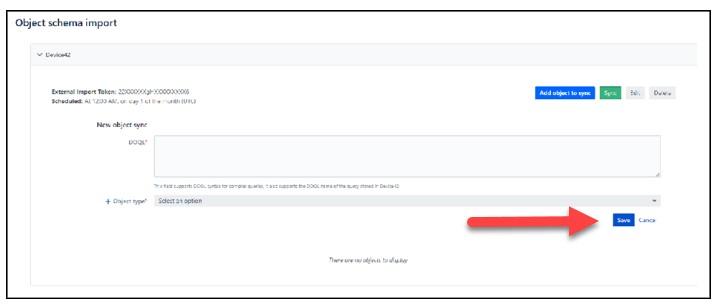 Object schema import
Device42
External Import Token:
Scheduled: At 12:00 AM, on day 1 of the month (UTC)
Add object to sync Sync Edit Delete
New object sync
DOQL*
This field supports DOQL syntax for complex queries, it also supports the DOQL name of the query stored in Device42
+ Object type* Select an option
Save Cancel
There are no objects to display